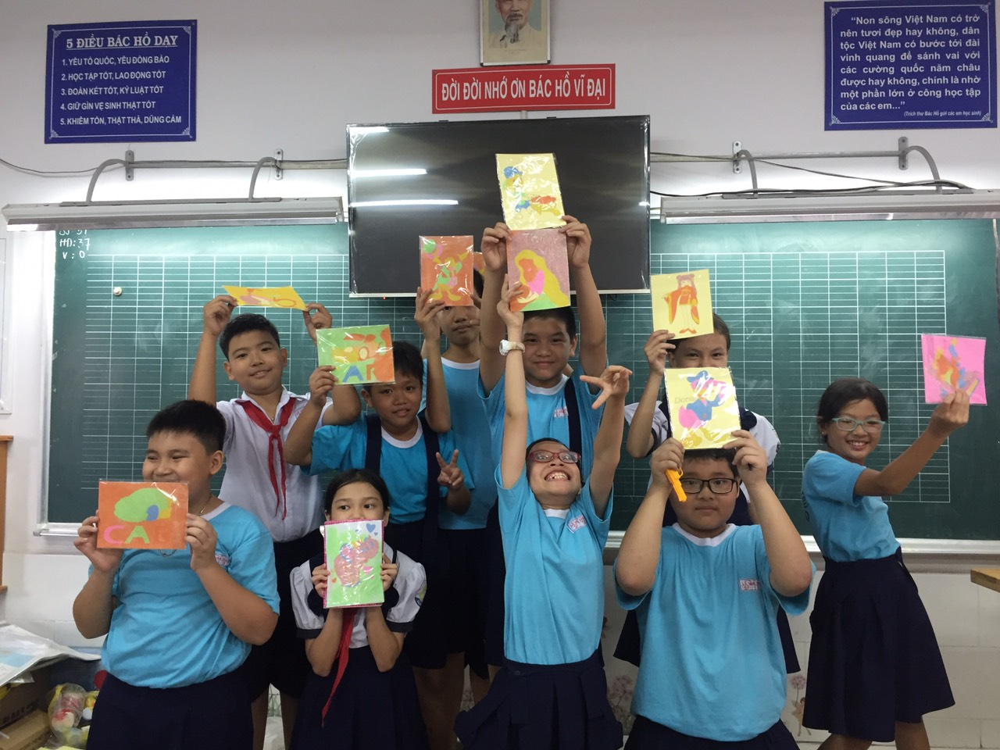 5 ĐIỀU BÁC HỒ DẠY
1. YÊU TỔ QUỐC, YÊU ĐỒNG BÀO
2. HỌC TẬP TỐT, LAO ĐỘNG TỐT
3. ĐOÀN KẾT TỐT, KỶ LUẬT TỐT
4. GIỮ GÌN VỆ SINH THẬT TỐT
5. KHIÊM TỐN, THẬT THÀ, DŨNG CẢM
ĐỜI ĐỜI NHỚ ƠN BÁC HỒ VĨ ĐẠI
"Non sông Việt Nam có trở
nên tươi đẹp hay không, dân
tộc Việt Nam có bước tới đài
vinh quang để sánh vai với
các cường quốc năm châu
được hay không, chính là nhờ
một phần lớn ở công học tập
của các em..."
(Trích thư Bác Hồ gửi các em học sinh)
HD: 37
V : 0
CAR
CA